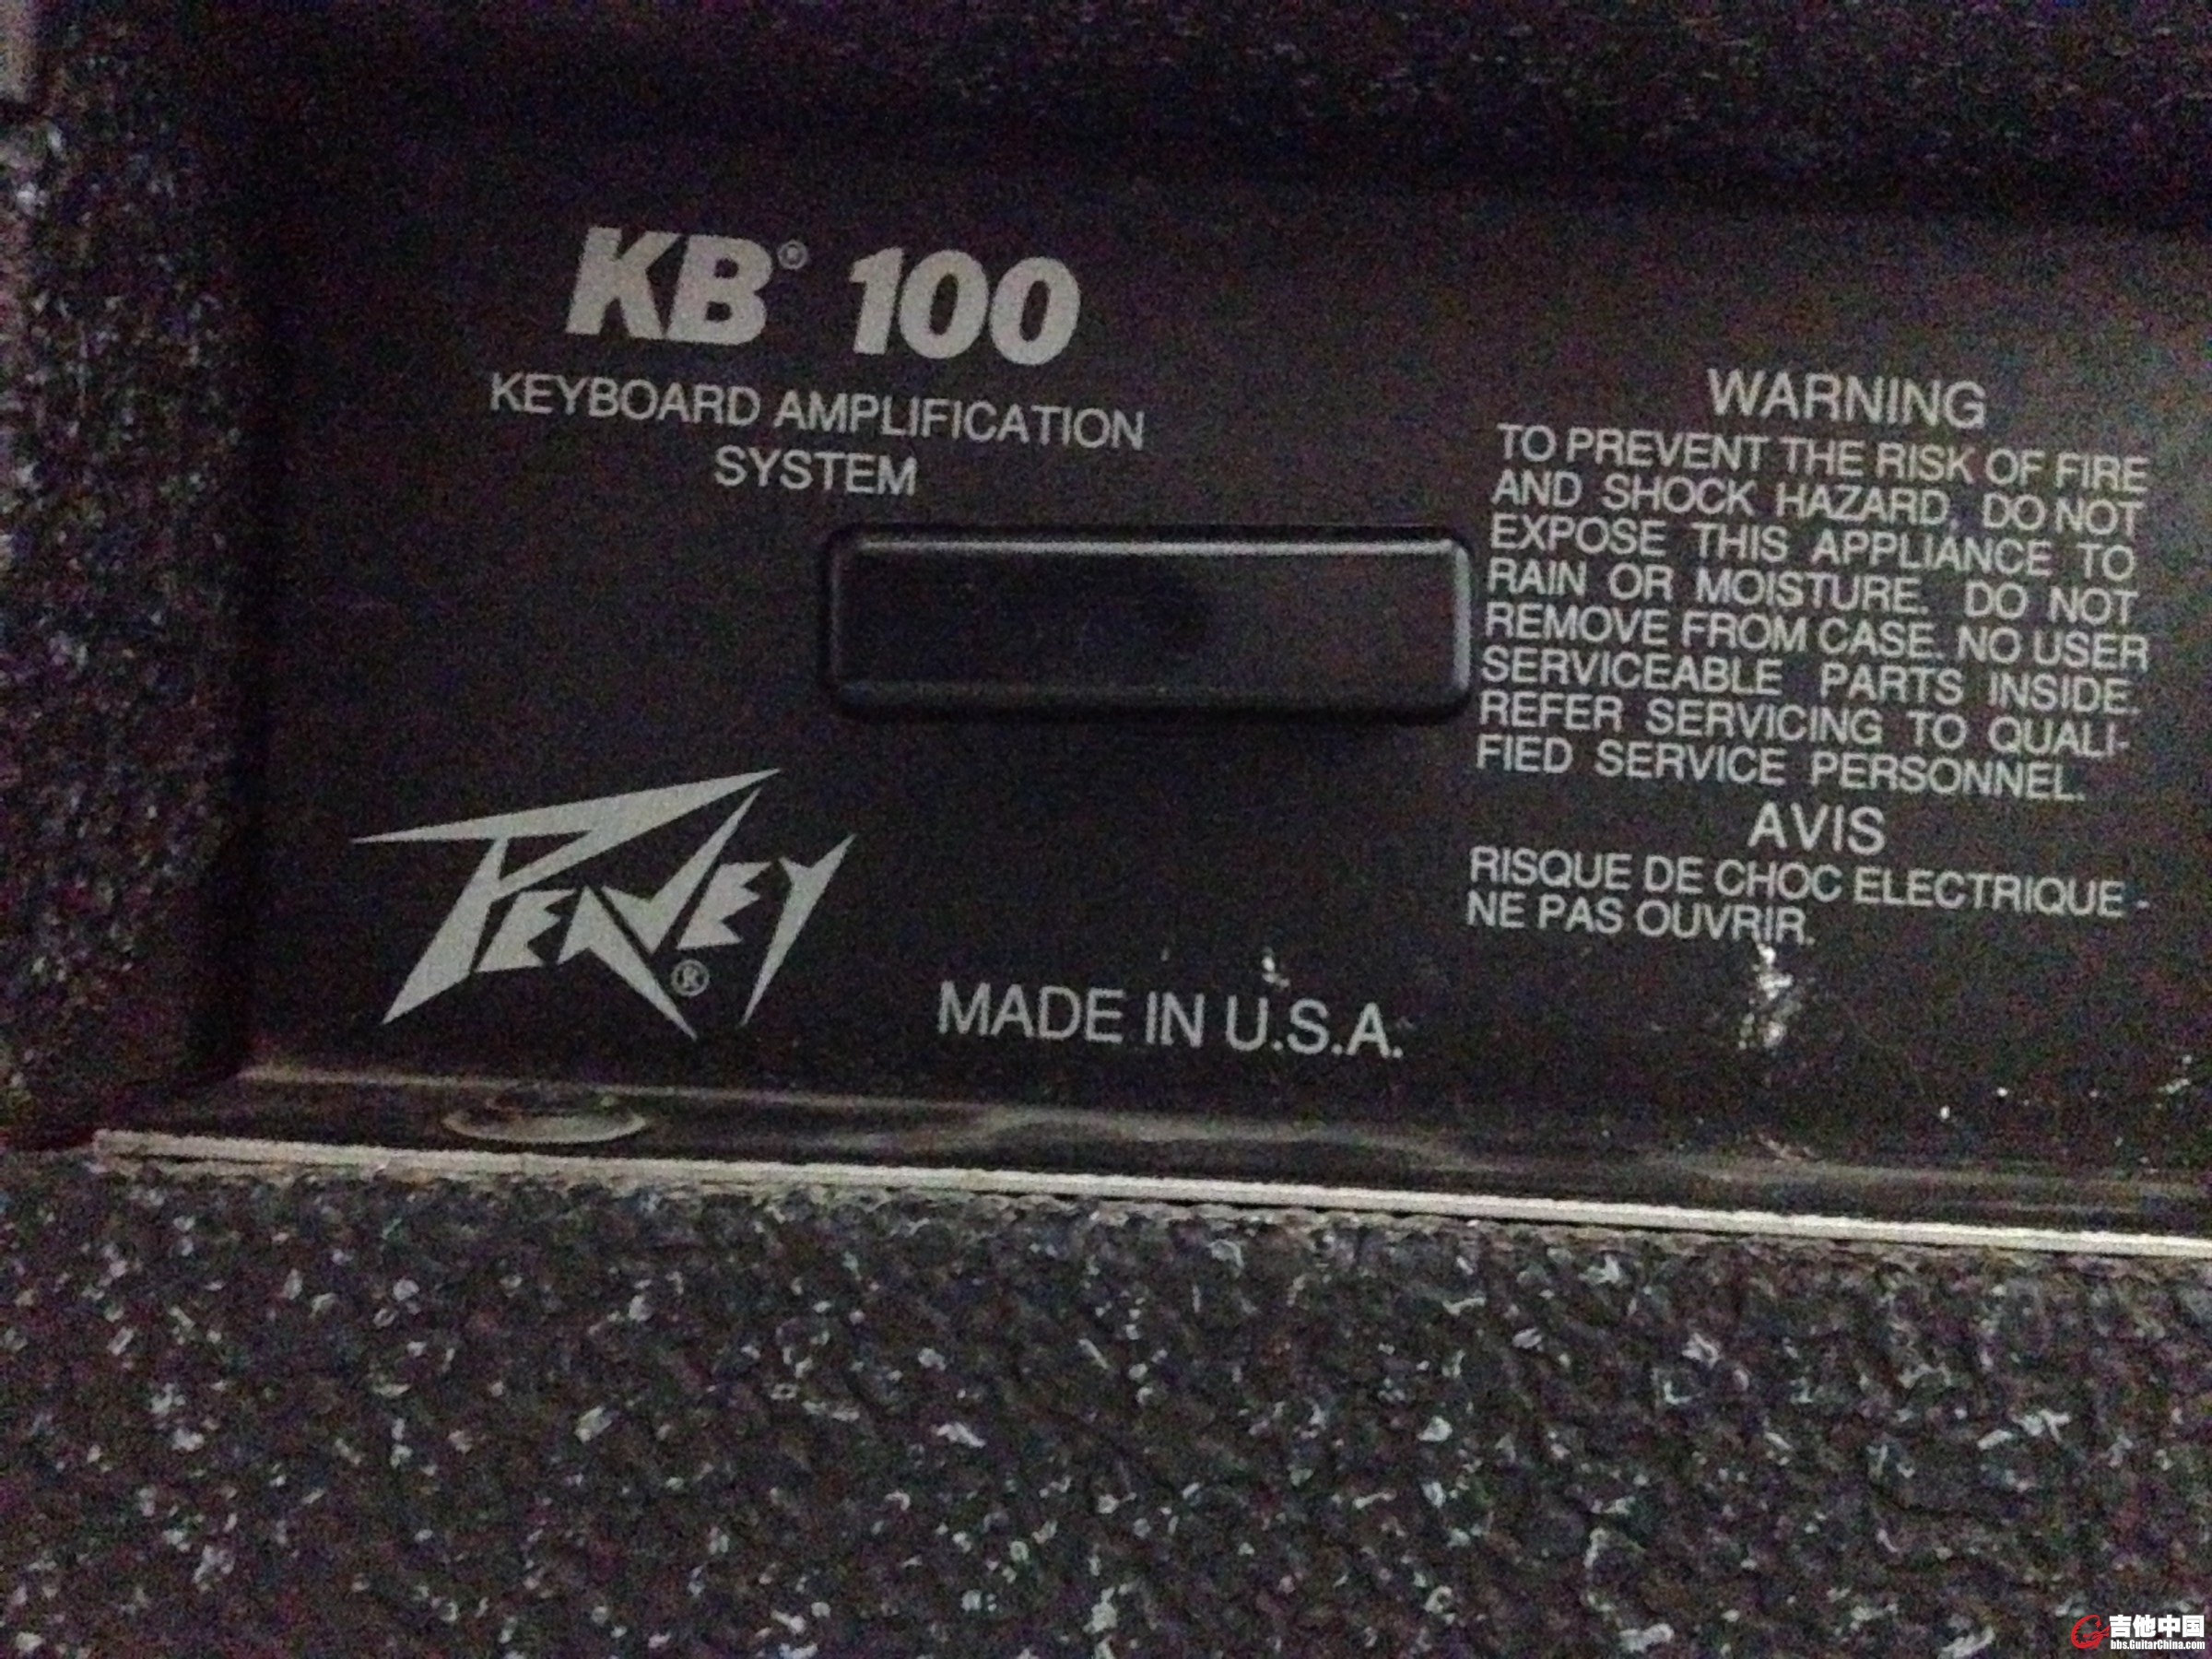 KB® 100
KEYBOARD AMPLIFICATION
SYSTEM
WARNING
TO PREVENT THE RISK OF FIRE
AND SHOCK HAZARD, DO NOT
EXPOSE THIS APPLIANCE TO
RAIN OR MOISTURE. DO NOT
REMOVE FROM CASE. NO USER
SERVICEABLE PARTS INSIDE.
REFER SERVICING TO QUALI-
FIED SERVICE PERSONNEL.
AVIS
RISQUE DE CHOC ELECTRIQUE -
NE PAS OUVRIR.
PEAVEY®
MADE IN U.S.A.
吉他中国
bbs.GuitarChina.com